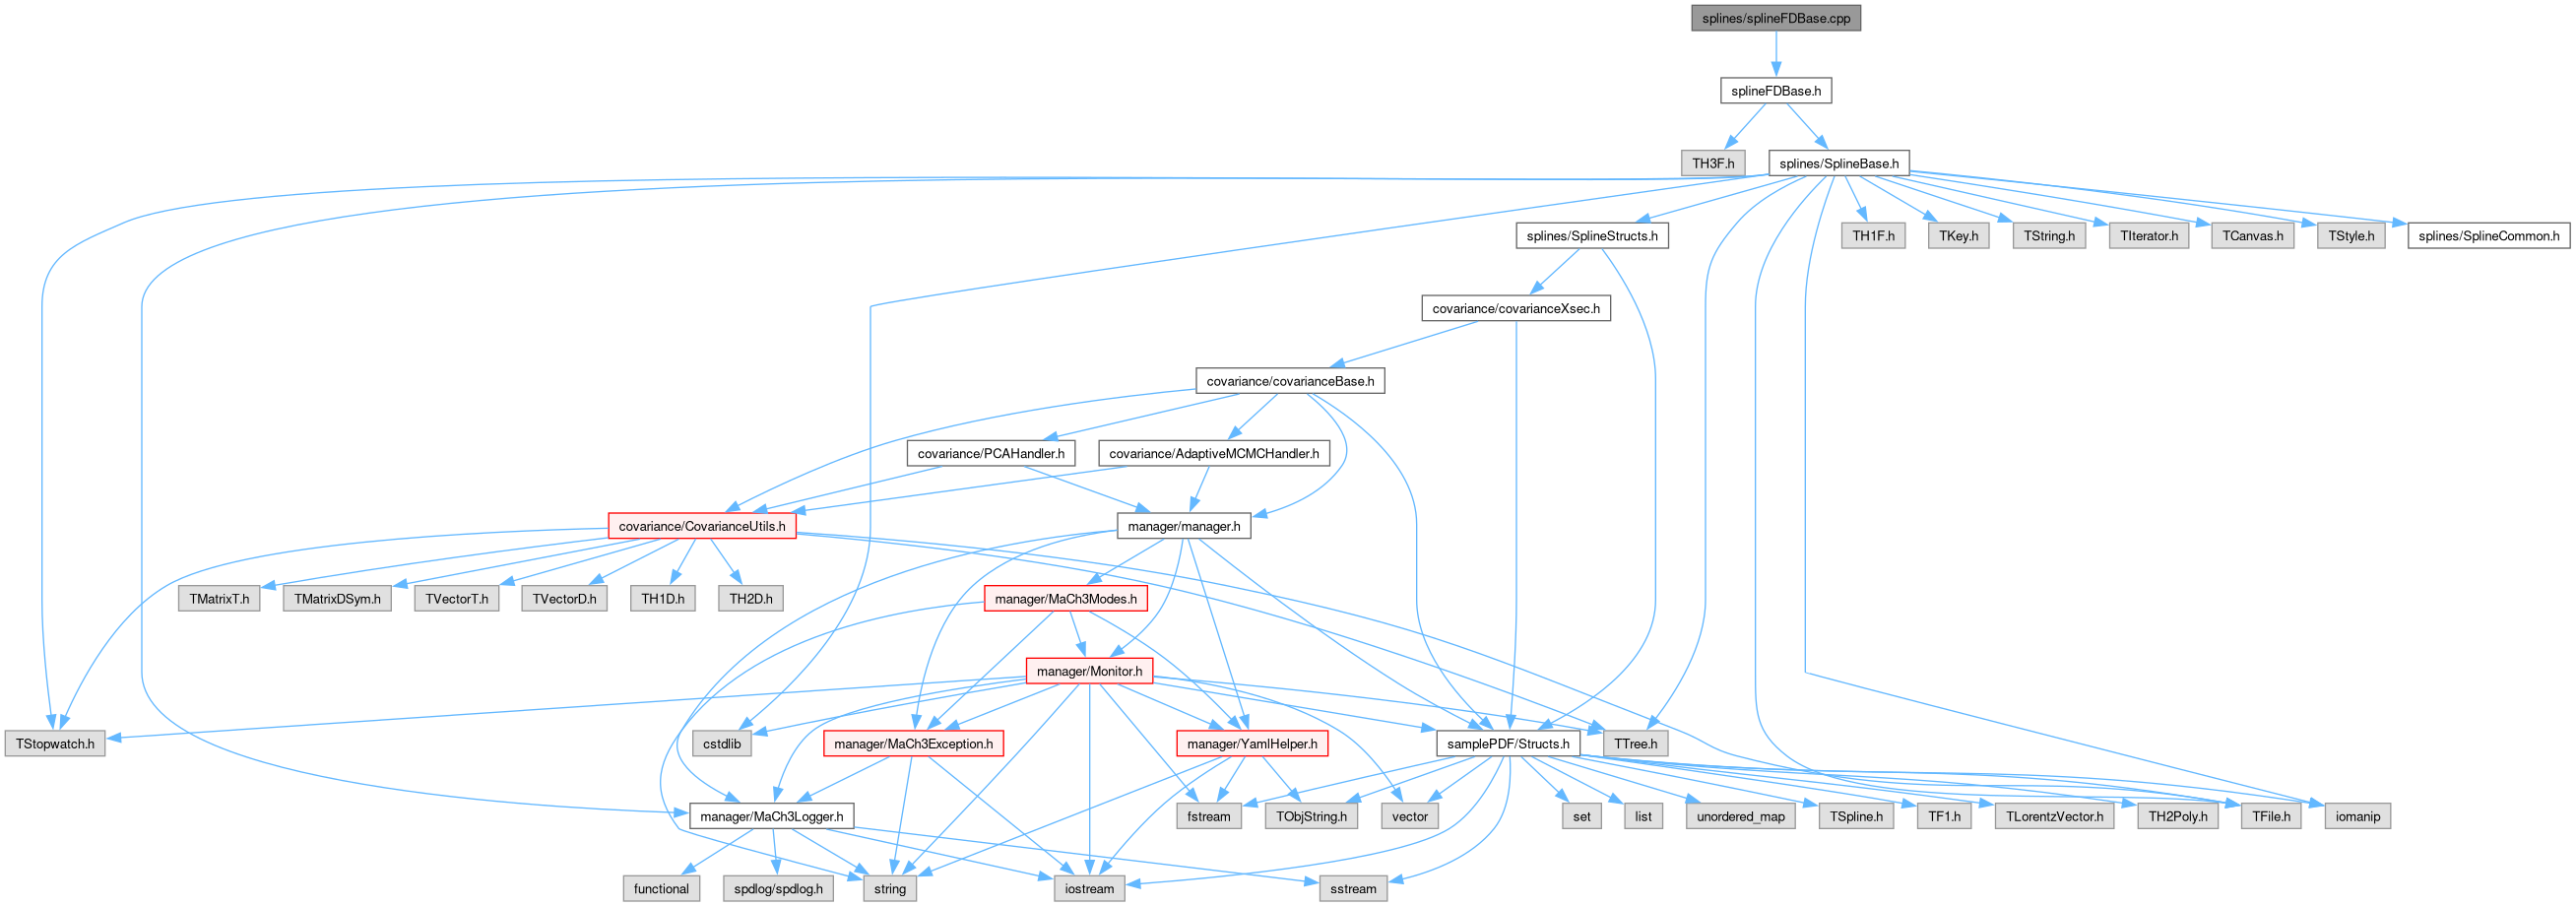 splines/splineFDBase.cpp
splineFDBase.h
TH3F.h
splines/SplineBase.h
splines/SplineStructs.h
TH1F.h
TKey.h
TString.h
TIterator.h
TCanvas.h
TStyle.h
splines/SplineCommon.h
covariance/covarianceXsec.h
covariance/covarianceBase.h
covariance/PCAHandler.h
covariance/AdaptiveMCMCHandler.h
covariance/CovarianceUtils.h
manager/manager.h
TMatrixT.h
TMatrixDSym.h
TVectorT.h
TVectorD.h
TH1D.h
TH2D.h
manager/MaCh3Modes.h
manager/Monitor.h
TStopwatch.h
cstdlib
manager/MaCh3Exception.h
manager/YamlHelper.h
samplePDF/Structs.h
TTree.h
manager/MaCh3Logger.h
fstream
TObjString.h
vector
set
list
unordered_map
TSpline.h
TF1.h
TLorentzVector.h
TH2Poly.h
TFile.h
iomanip
functional
spdlog/spdlog.h
string
iostream
sstream